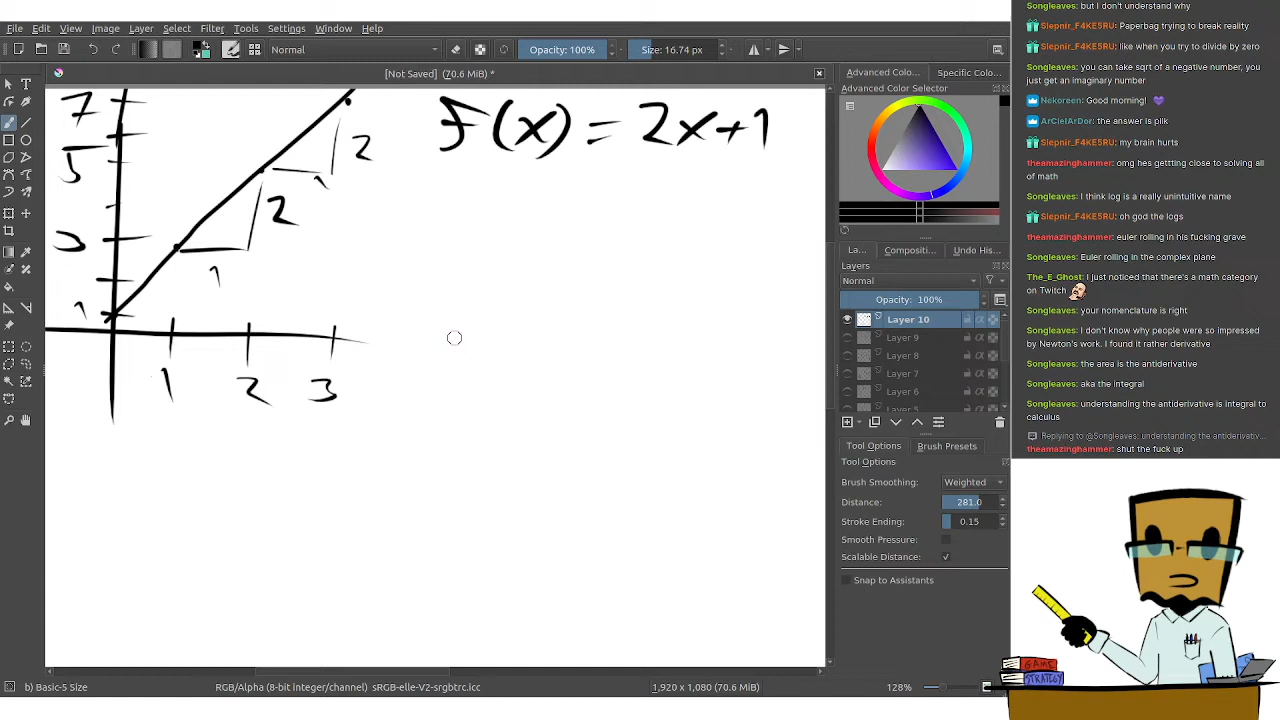 File Edit View Image Layer Select Filter Tools Settings Window Help
Normal Opacity: 100% Size: 16.74 px
[Not Saved] (70.6 MiB) *
7
5
3
1
2
1
2
1
1 2 3
F(x) = 2x+1
Advanced Colo... Specific Colo...
Advanced Color Selector
La... Compositi... Undo His...
Layers
Normal
Opacity: 100%
Layer 10
Layer 9
Layer 8
Layer 7
Layer 6
Layer 5
Tool Options Brush Presets
Tool Options
Brush Smoothing: Weighted
Distance: 281.0
Stroke Ending: 0.15
Smooth Pressure:
Scalable Distance: ✓
Snap to Assistants
b) Basic-5 Size RGB/Alpha (8-bit integer/channel) sRGB-elle-V2-srgbtrc.icc 1,920 x 1,080 (70.6 MiB) 128%
Songleaves: but I don't understand why
Slepnir_F4KE5RU: Paperbag trying to break reality
Slepnir_F4KE5RU: like when you try to divide by zero
Songleaves: you can take sqrt of a negative number, you
just get an imaginary number
Nekoreen: Good morning! 💜
ArCielArDor: the answer is plik
Slepnir_F4KE5RU: my brain hurts
theamazinghammer: omg hes gettting close to solving all
of math
Songleaves: I think log is a really unintuitive name
Slepnir_F4KE5RU: oh god the logs
theamazinghammer: euler rolling in his fucking grave
Songleaves: Euler rolling in the complex plane
The_E_Ghost: I just noticed that there's a math category
on Twitch
Songleaves: your nomenclature is right
Songleaves: I don't know why people were so impressed
by Newton's work. I found it rather derivative
Songleaves: the area is the antiderivative
Songleaves: aka the integral
Songleaves: understanding the antiderivative is integral to
calculus
Replying to @Songleaves: understanding the antiderivativ...
theamazinghammer: shut the fuck up
GAME
STRATEGY